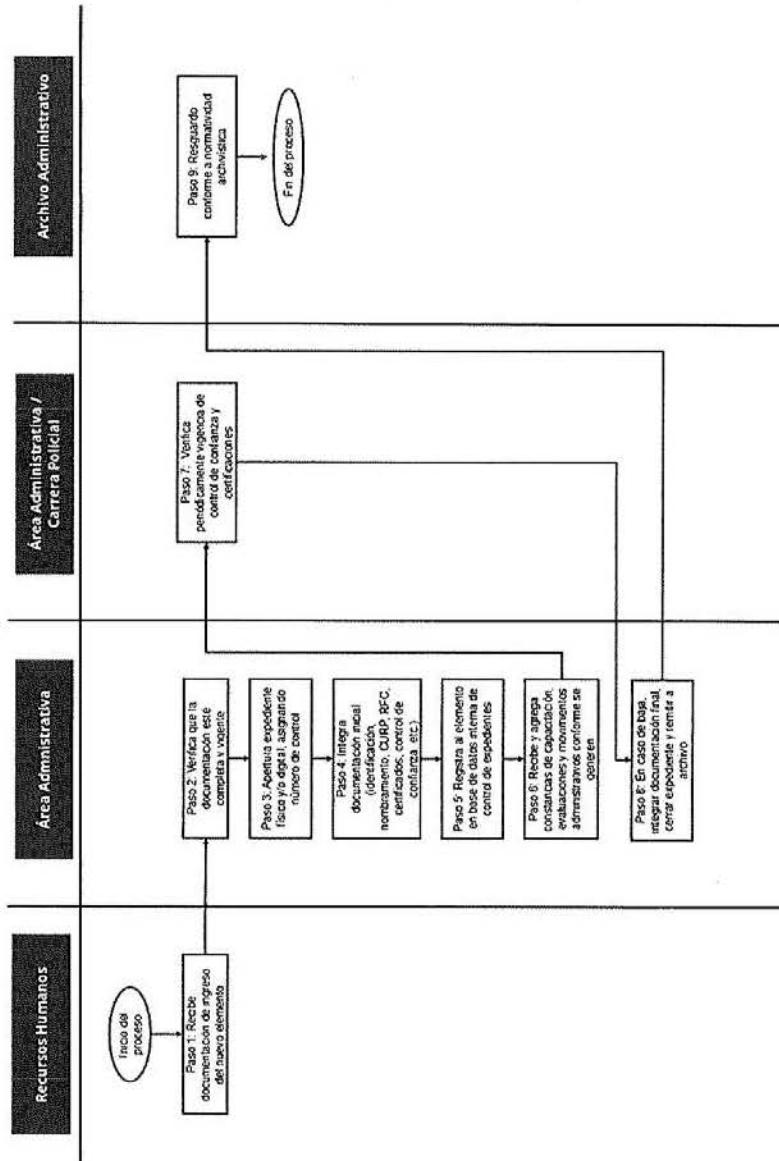 Recursos Humanos
Área Admnistrativa
Área Administrativa /
Carrera Policial
Archivo Administrativo
Inicio del
proceso
Paso 1: Recibe
documentación de ingreso
del nuevo elemento
Paso 2: Verifica que la
documentación esté
completa y vigente
Paso 3: Apertura expediente
físico y/o digital, asignando
número de control
Paso 4: Integra
documentación inicial
(identificación,
nombramiento, CURP, RFC,
certificados, control de
confianza, etc.)
Paso 5: Registra al elemento
en base de datos interna de
control de expedientes
Paso 6: Recibe y agrega
constancias de capacitación,
evaluaciones y movimientos
administrativos conforme se
generen
Paso 7: Verifica
periódicamente vigencia de
control de confianza y
certificaciones
Paso 8: En caso de baja,
integrar documentación final,
cerrar expediente y remitir a
archivo
Paso 9: Resguardo
conforme a normatividad
archivística
Fin del proceso